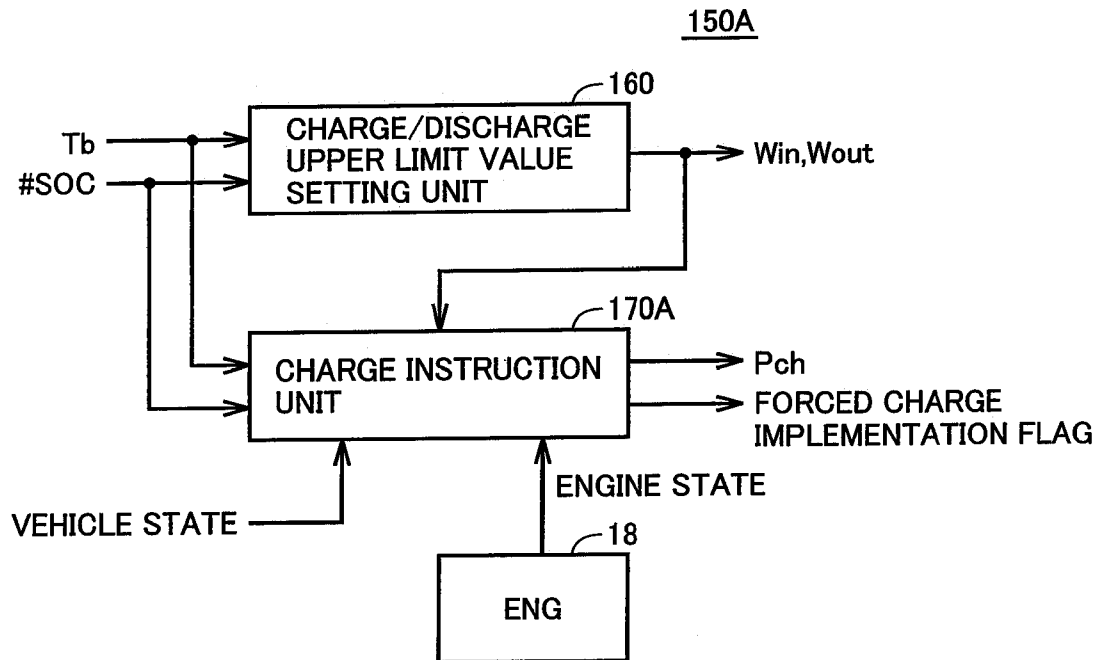 150A
160
Tb
#SOC
CHARGE/DISCHARGE
UPPER LIMIT VALUE
SETTING UNIT
Win,Wout
170A
CHARGE INSTRUCTION
UNIT
Pch
FORCED CHARGE
IMPLEMENTATION FLAG
VEHICLE STATE
ENGINE STATE
18
ENG